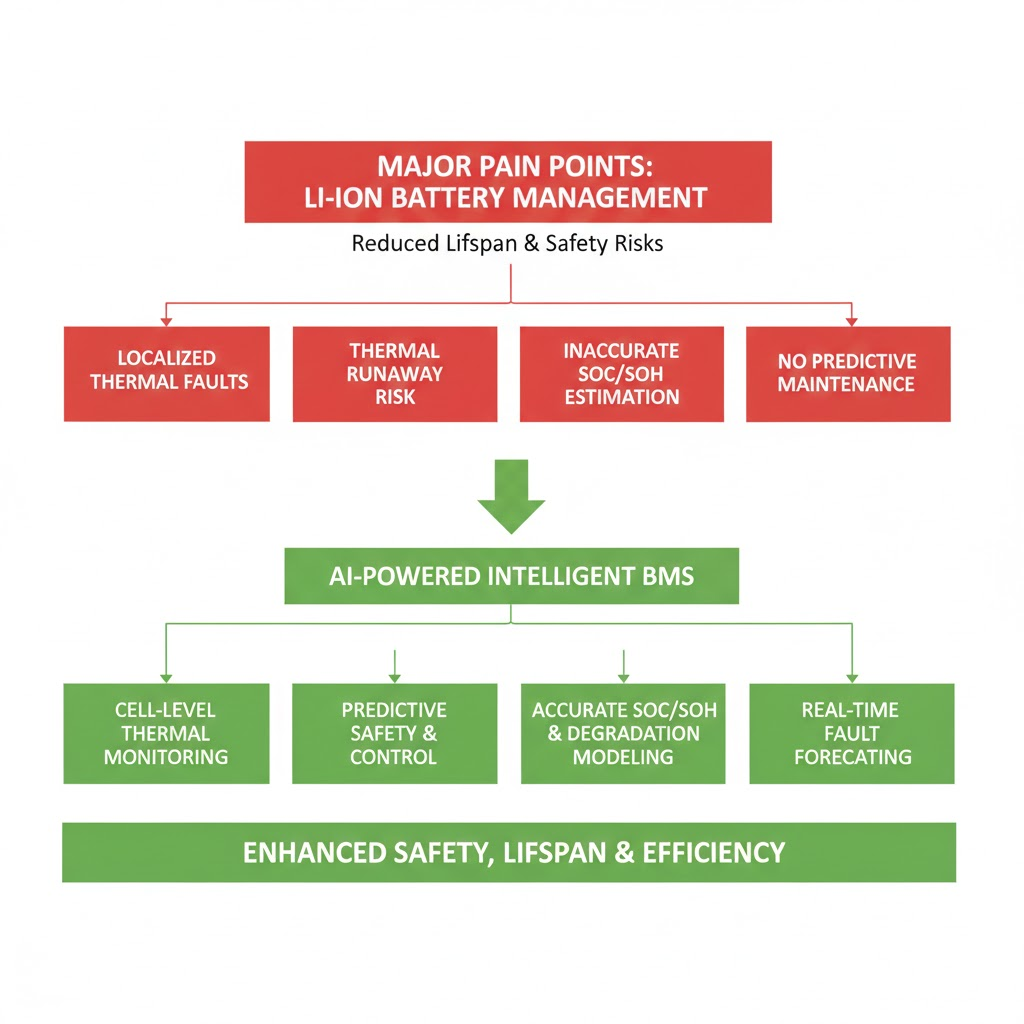 MAJOR PAIN POINTS:
LI-ION BATTERY MANAGEMENT
Reduced Lifspan & Safety Risks
LOCALIZED
THERMAL FAULTS
THERMAL
RUNAWAY
RISK
INACCURATE
SOC/SOH
ESTIMATION
NO PREDICTIVE
MAINTENANCE
AI-POWERED INTELLIGENT BMS
CELL-LEVEL
THERMAL
MONITORING
PREDICTIVE
SAFETY &
CONTROL
ACCURATE SOC/SOH
& DEGRADATION
MODELING
REAL-TIME
FAULT
FORECATING
ENHANCED SAFETY, LIFSPAN & EFFICIENCY